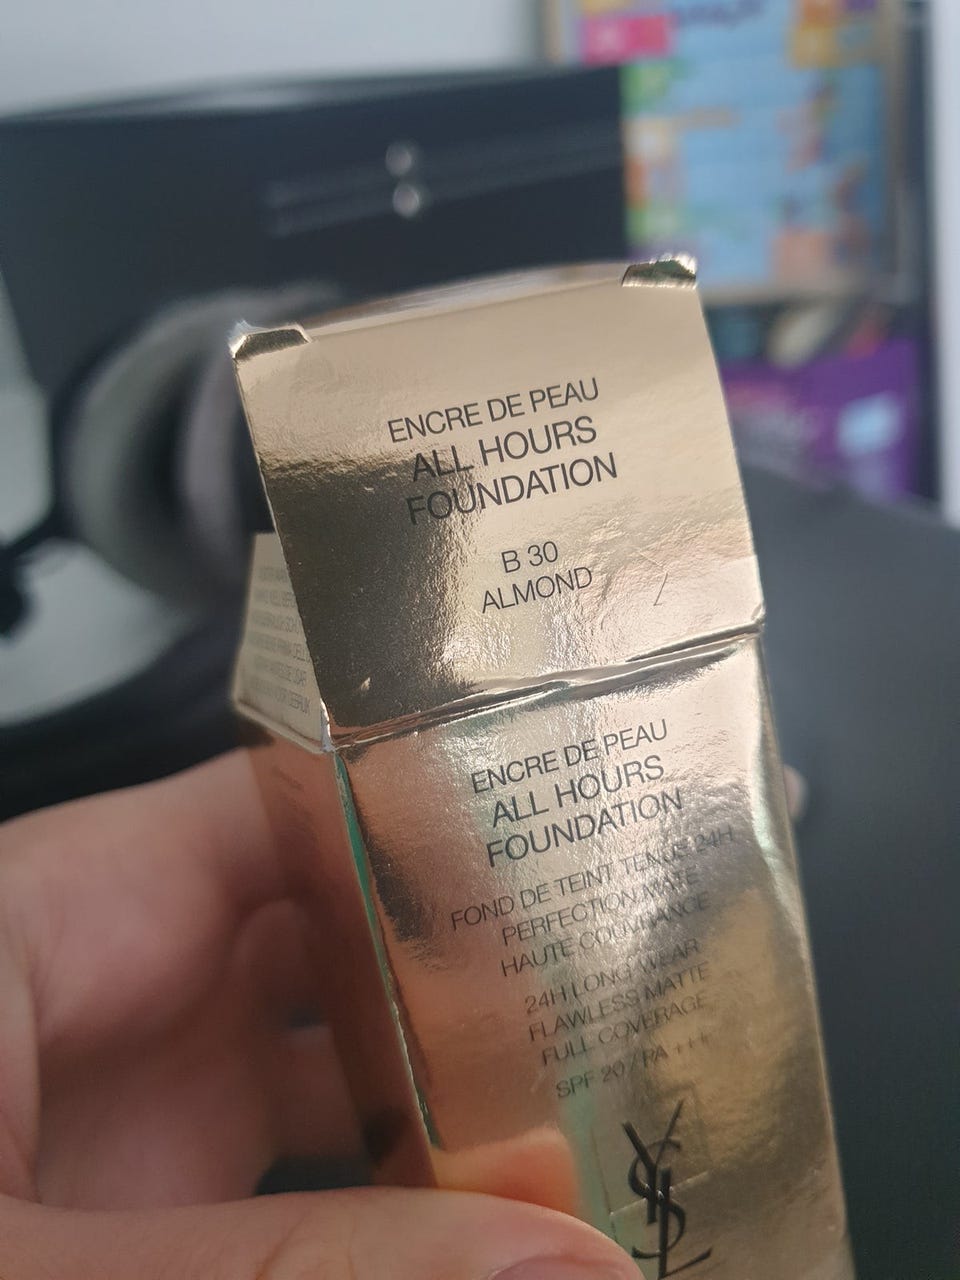 ENCRE DE PEAU
ALL HOURS
FOUNDATION
B 30
ALMOND
ENCRE DE PEAU
ALL HOURS
FOUNDATION
FOND DE TEINT TENUE 24H
PERFECTION MATE
HAUTE COUVRANCE
24H LONG WEAR
FLAWLESS MATTE
FULL COVERAGE
SPF 20 / PA +++
YSL